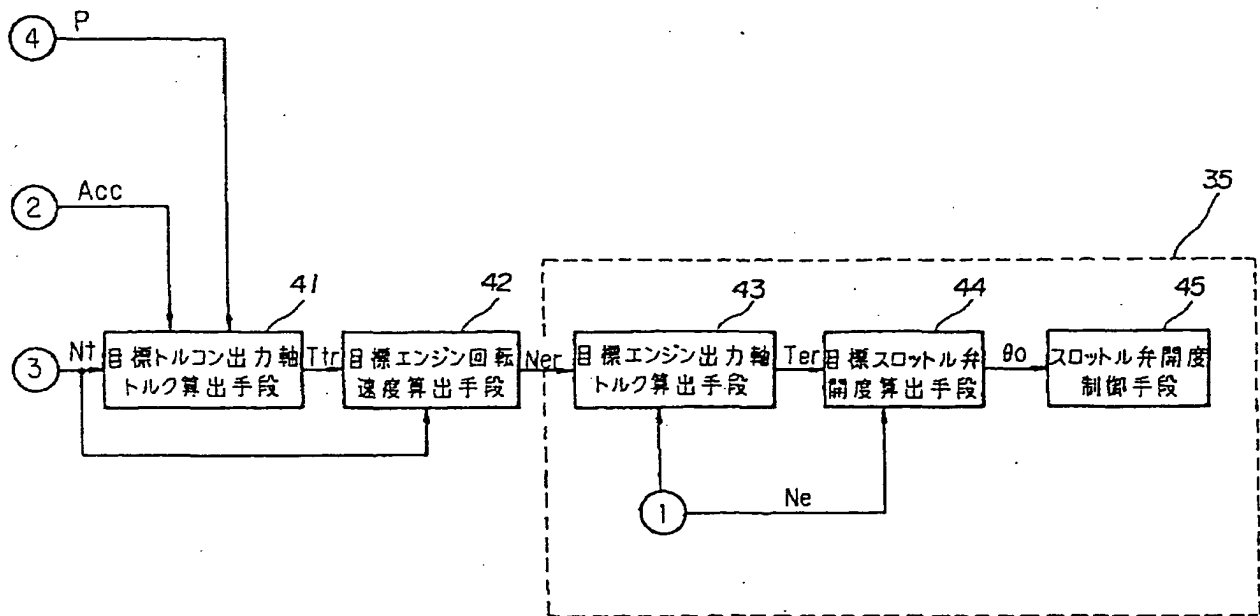 4
P
35
2
Acc
41
42
43
44
45
3
Nt
目標トルコン出力軸
トルク算出手段
Ttr
目標エンジン回転
速度算出手段
Ner
目標エンジン出力軸
トルク算出手段
Ter
目標スロットル弁
開度算出手段
θo
スロットル弁開度
制御手段
1
Ne